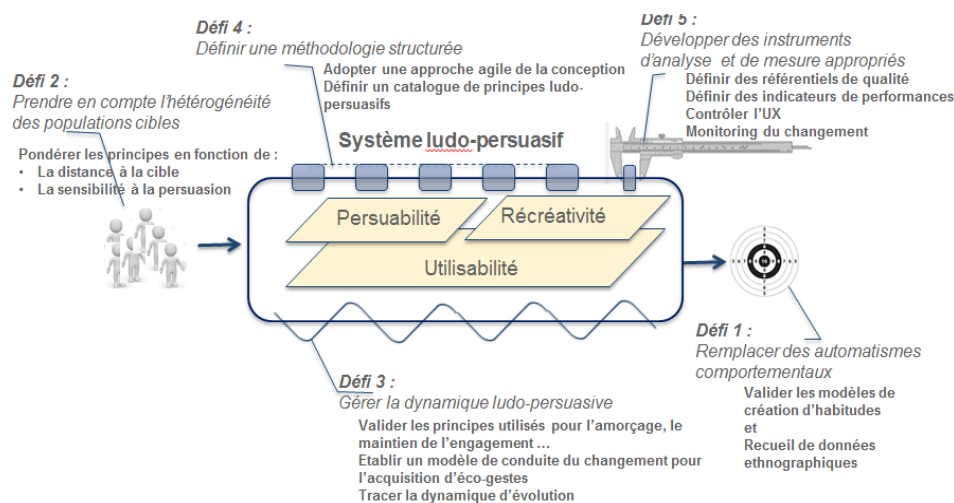 Défi 4 :
Définir une méthodologie structurée
Adopter une approche agile de la conception
Définir un catalogue de principes ludo-
persuasifs
Défi 5 :
Développer des instruments
d'analyse et de mesure appropriés
Définir des référentiels de qualité
Définir des indicateurs de performances
Contrôler l'UX
Monitoring du changement
Défi 2 :
Prendre en compte l'hétérogénéité
des populations cibles
Pondérer les principes en fonction de :
• La distance à la cible
• La sensibilité à la persuasion
Système ludo-persuasif
Persuabilité
Récréativité
Utilisabilité
Défi 1 :
Remplacer des automatismes
comportementaux
Valider les modèles de
création d'habitudes
et
Recueil de données
ethnographiques
Défi 3 :
Gérer la dynamique ludo-persuasive
Valider les principes utilisés pour l'amorçage, le
maintien de l'engagement ...
Etablir un modèle de conduite du changement pour
l'acquisition d'éco-gestes
Tracer la dynamique d'évolution